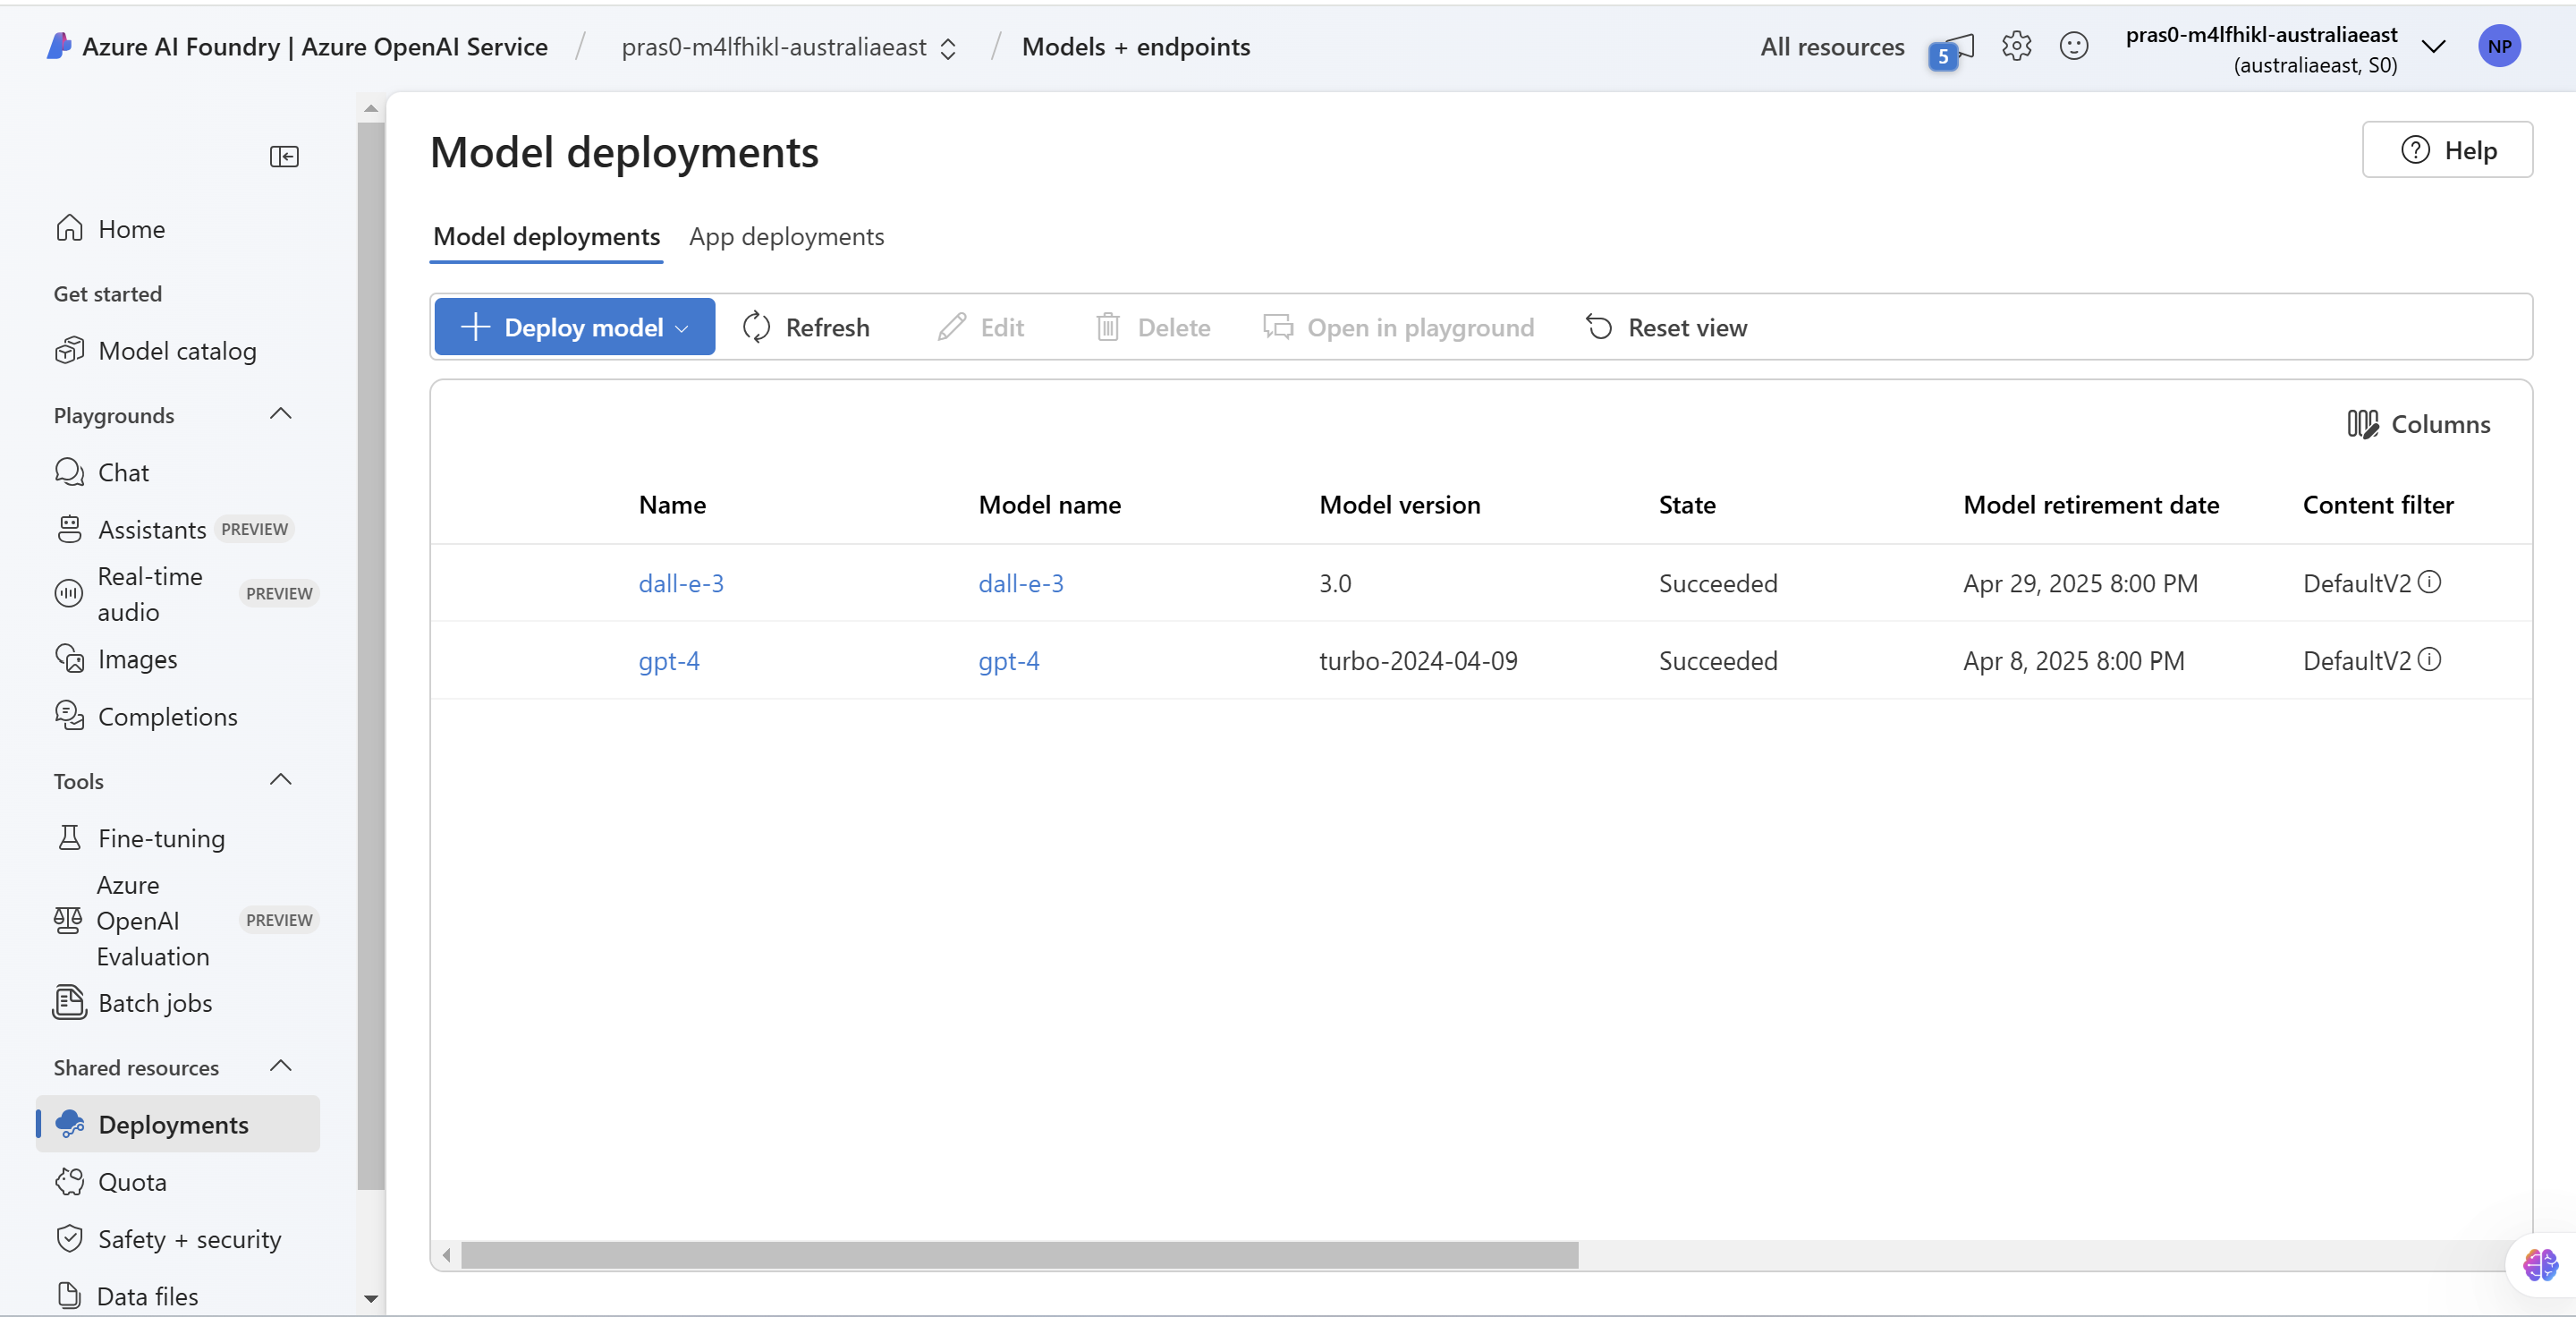 Azure AI Foundry | Azure OpenAI Service / pras0-m4lfhikl-australiaeast / Models + endpoints
All resources 5 pras0-m4lfhikl-australiaeast
(australiaeast, S0)
NP
Home
Get started
Model catalog
Playgrounds
Chat
Assistants PREVIEW
Real-time
audio PREVIEW
Images
Completions
Tools
Fine-tuning
Azure
OpenAI PREVIEW
Evaluation
Batch jobs
Shared resources
Deployments
Quota
Safety + security
Data files
Model deployments
Help
Model deployments App deployments
Deploy model Refresh Edit Delete Open in playground Reset view
Columns
Name Model name Model version State Model retirement date Content filter
dall-e-3 dall-e-3 3.0 Succeeded Apr 29, 2025 8:00 PM DefaultV2
gpt-4 gpt-4 turbo-2024-04-09 Succeeded Apr 8, 2025 8:00 PM DefaultV2